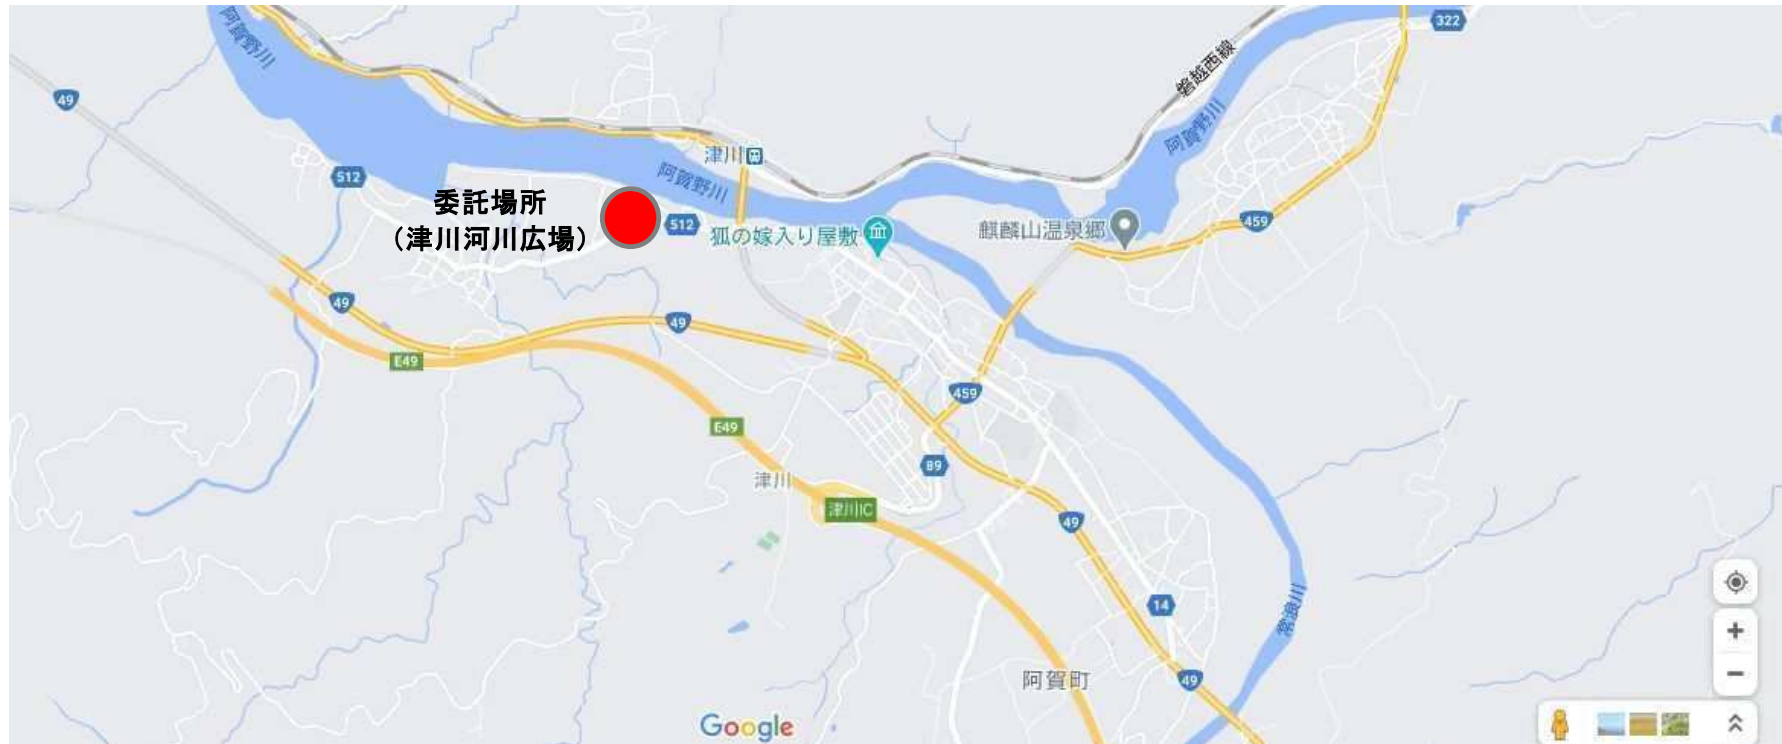 阿賀野川
322
磐越西線
49
阿賀野川
津川
512
阿賀野川
委託場所
(津川河川広場)
512
狐の嫁入り屋敷
麒麟山温泉郷
459
49
49
E49
459
E49
89
津川
津川IC
49
常浪川
14
阿賀町
49
Google